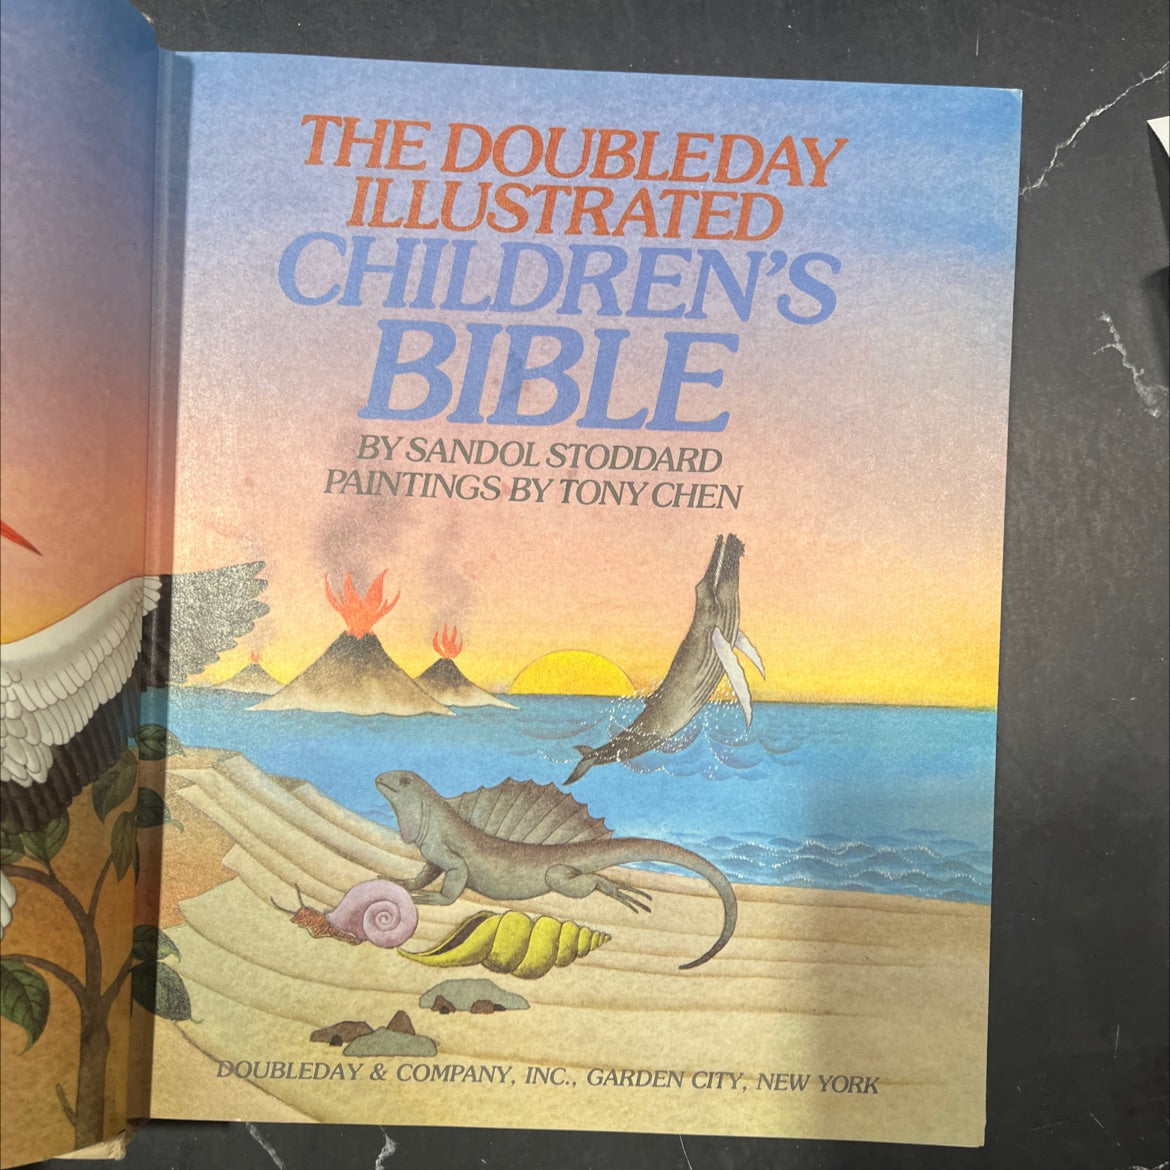 THE DOUBLEDAY
ILLUSTRATED
CHILDREN'S
BIBLE
BY SANDOL STODDARD
PAINTINGS BY TONY CHEN
DOUBLEDAY & COMPANY, INC., GARDEN CITY, NEW YORK